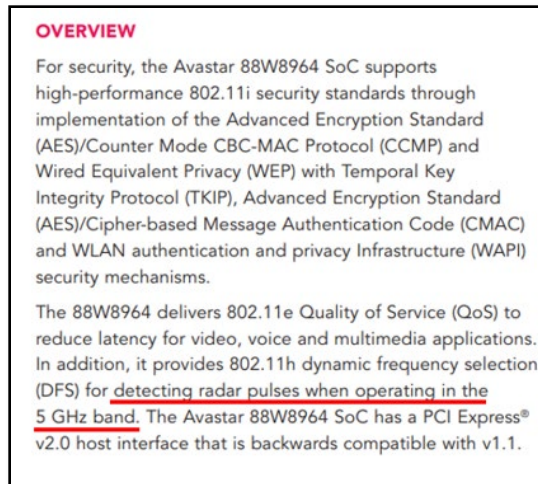 OVERVIEW
For security, the Avastar 88W8964 SoC supports
high-performance 802.11i security standards through
implementation of the Advanced Encryption Standard
(AES)/Counter Mode CBC-MAC Protocol (CCMP) and
Wired Equivalent Privacy (WEP) with Temporal Key
Integrity Protocol (TKIP), Advanced Encryption Standard
(AES)/Cipher-based Message Authentication Code (CMAC)
and WLAN authentication and privacy Infrastructure (WAPI)
security mechanisms.
The 88W8964 delivers 802.11e Quality of Service (QoS) to
reduce latency for video, voice and multimedia applications.
In addition, it provides 802.11h dynamic frequency selection
(DFS) for detecting radar pulses when operating in the
5 GHz band. The Avastar 88W8964 SoC has a PCI Express®
v2.0 host interface that is backwards compatible with v1.1.